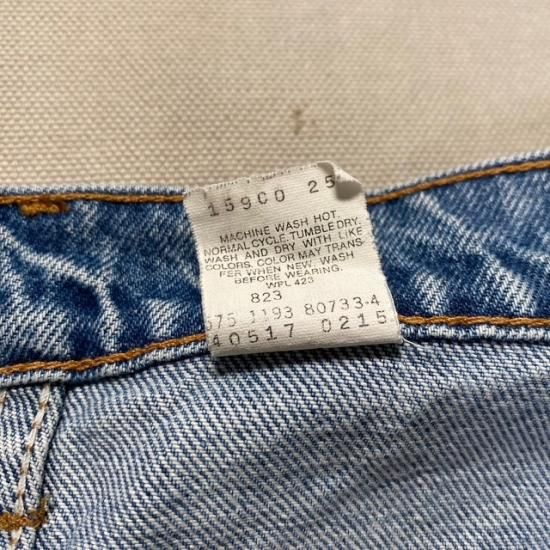 159C0 25
MACHINE WASH HOT,
NORMAL CYCLE. TUMBLE DRY.
WASH AND DRY WITH LIKE
COLORS. COLOR MAY TRANS-
FER WHEN NEW. WASH
BEFORE WEARING.
WPL 423
823
575 1193 80733-4
40517 0215